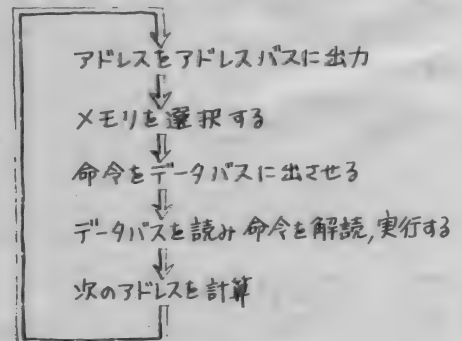 アドレスをアドレスバスに出力
メモリを選択する
命令をデータバスに出させる
データバスを読み命令を解読,実行する
次のアドレスを計算